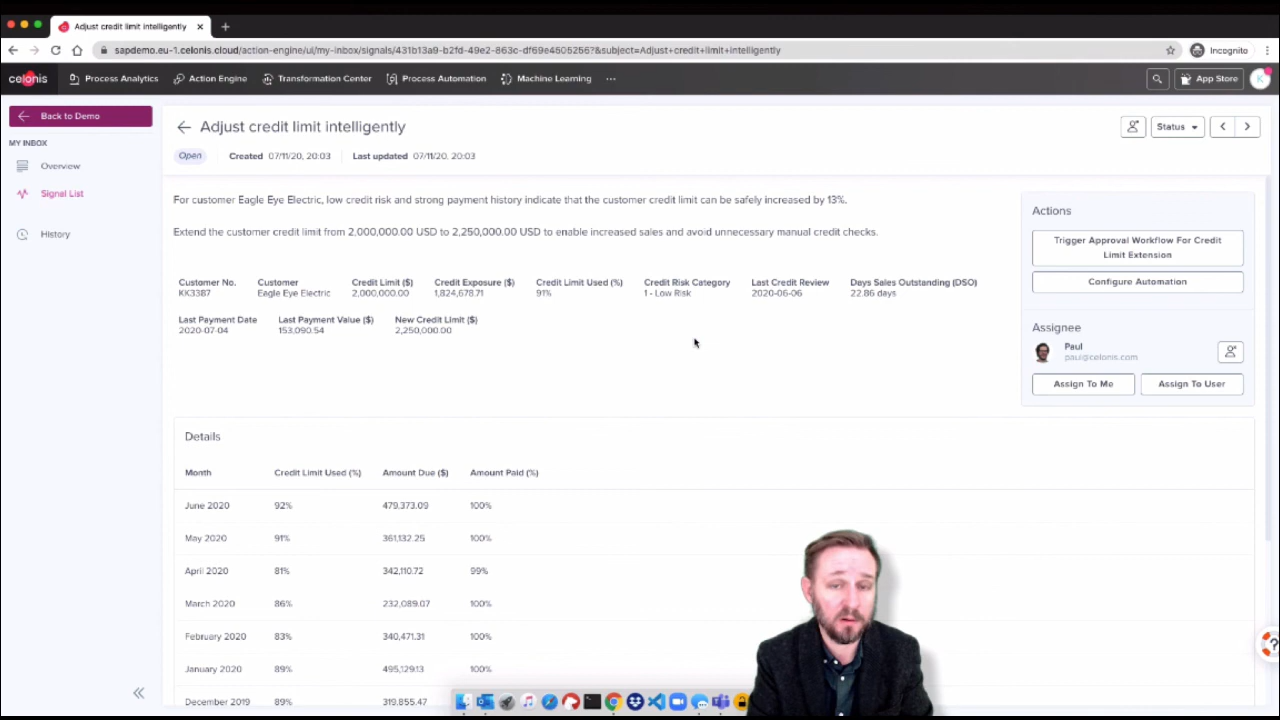 Adjust credit limit intelligently
sapdemo.eu-1.celonis.cloud/action-engine/ui/my-inbox/signals/431b13a9-b2fd-49e2-863c-df69e4605256?&subject=Adjust+credit+limit+intelligently
Incognito
celonis Process Analytics Action Engine Transformation Center Process Automation Machine Learning ... App Store K
Back to Demo
MY INBOX
Overview
Signal List
History
Adjust credit limit intelligently
Status
Open Created 07/11/20, 20:03 Last updated 07/11/20, 20:03
For customer Eagle Eye Electric, low credit risk and strong payment history indicate that the customer credit limit can be safely increased by 13%.
Extend the customer credit limit from 2,000,000.00 USD to 2,250,000.00 USD to enable increased sales and avoid unnecessary manual credit checks.
Customer No. Customer Credit Limit ($) Credit Exposure ($) Credit Limit Used (%) Credit Risk Category Last Credit Review Days Sales Outstanding (DSO)
KK3387 Eagle Eye Electric 2,000,000.00 1,824,678.71 91% 1 - Low Risk 2020-06-06 22.86 days
Last Payment Date Last Payment Value ($) New Credit Limit ($)
2020-07-04 153,090.54 2,250,000.00
Actions
Trigger Approval Workflow For Credit
Limit Extension
Configure Automation
Assignee
Paul
paul@celonis.com
Assign To Me Assign To User
Details
Month Credit Limit Used (%) Amount Due ($) Amount Paid (%)
June 2020 92% 479,373.09 100%
May 2020 91% 361,132.25 100%
April 2020 81% 342,110.72 99%
March 2020 86% 232,089.07 100%
February 2020 83% 340,471.31 100%
January 2020 89% 495,129.13 100%
December 2019 89% 319,855.47